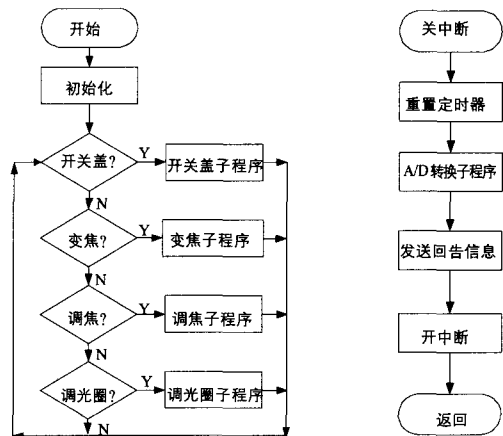 开始
初始化
开关盖?
Y
开关盖子程序
N
变焦?
Y
变焦子程序
N
调焦?
Y
调焦子程序
N
调光圈?
Y
调光圈子程序
N
关中断
重置定时器
A/D转换子程序
发送回告信息
开中断
返回